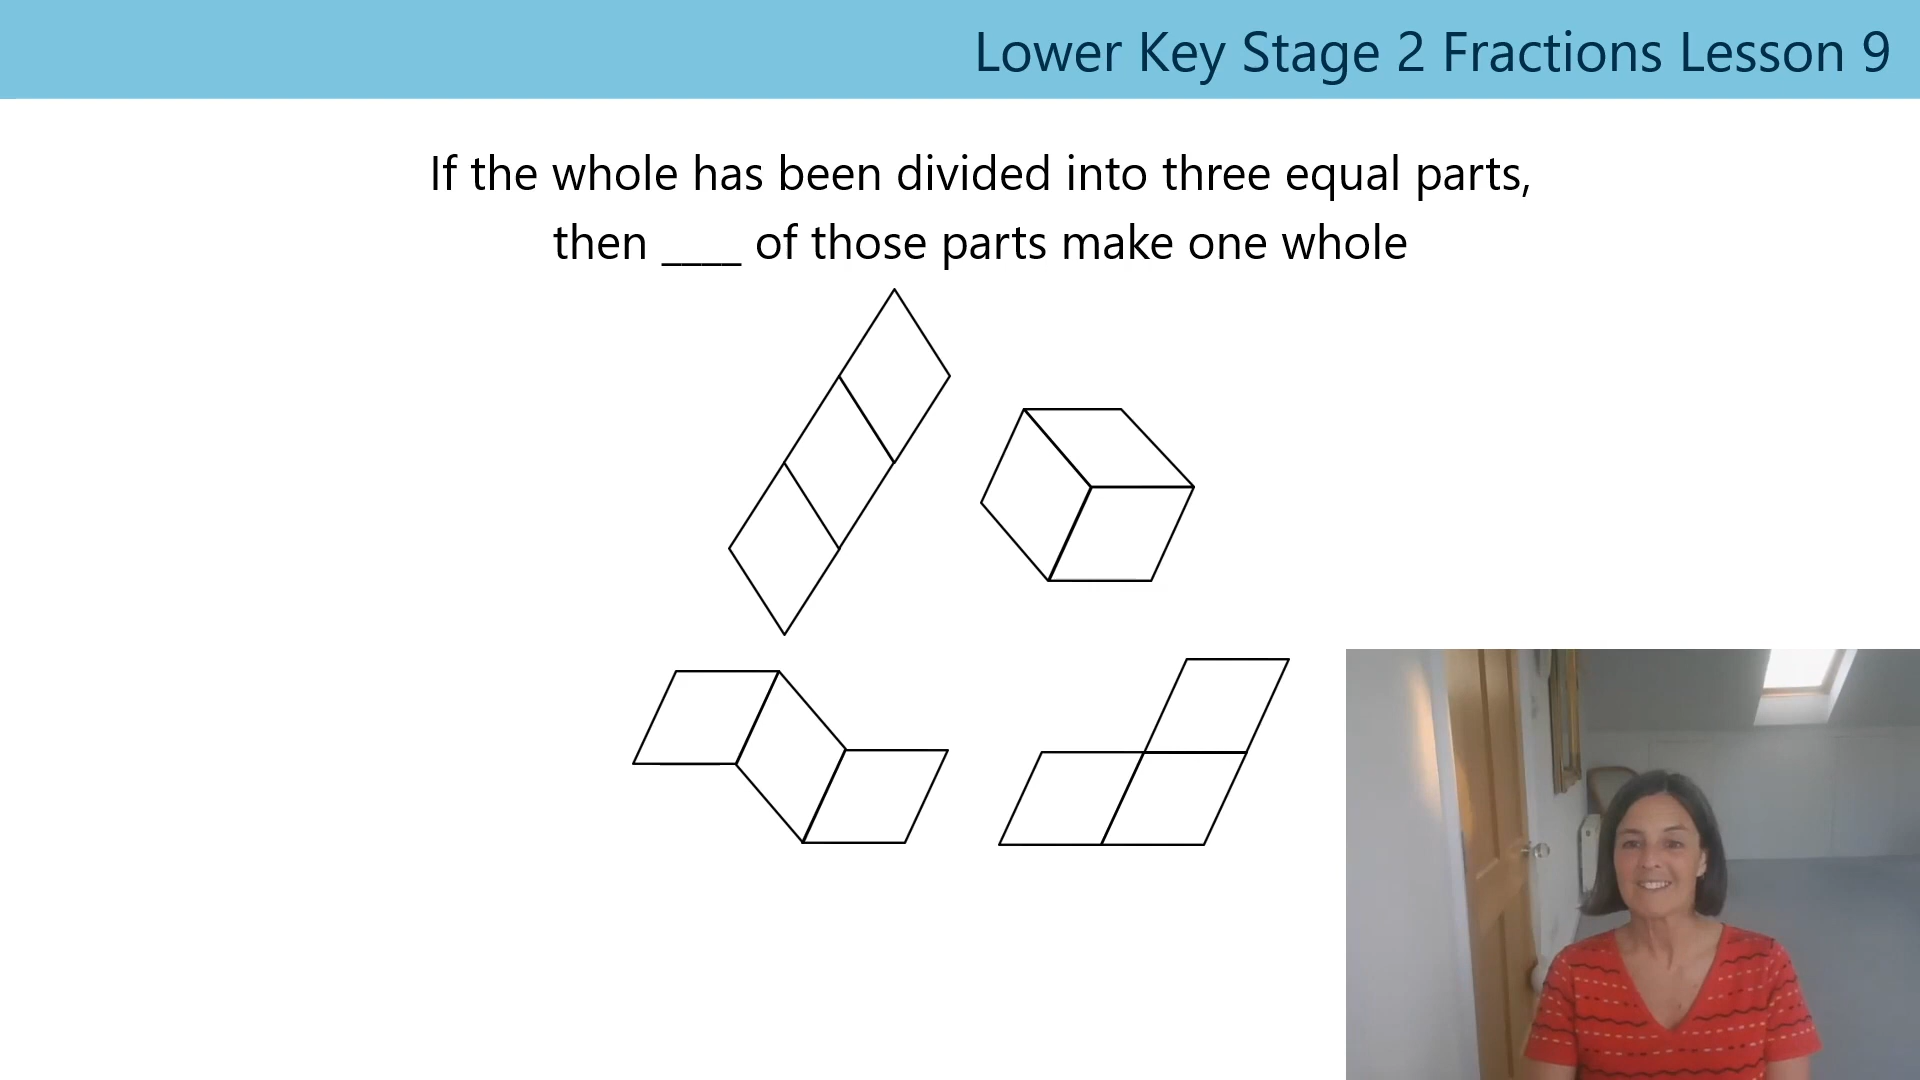 Lower Key Stage 2 Fractions Lesson 9
If the whole has been divided into three equal parts,
then ____ of those parts make one whole